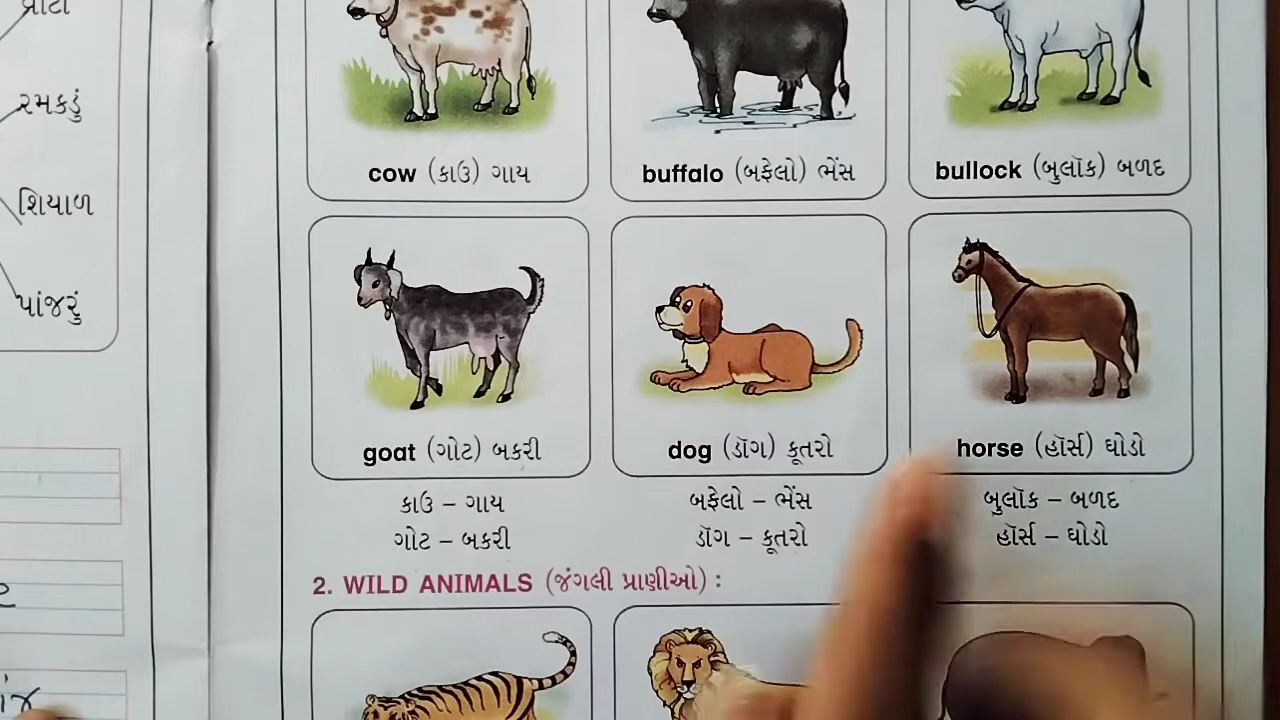 પ્રાણી
રમકડું
શિયાળ
પાંજરું
cow (કાઉ) ગાય
buffalo (બફેલો) ભેંસ
bullock (બુલૉક) બળદ
goat (ગોટ) બકરી
dog (ડૉગ) કૂતરો
horse (હૉર્સ) ઘોડો
કાઉ – ગાય
બફેલો – ભેંસ
બુલૉક – બળદ
ગોટ – બકરી
ડૉગ – કૂતરો
હૉર્સ – ઘોડો
2. WILD ANIMALS (જંગલી પ્રાણીઓ) :